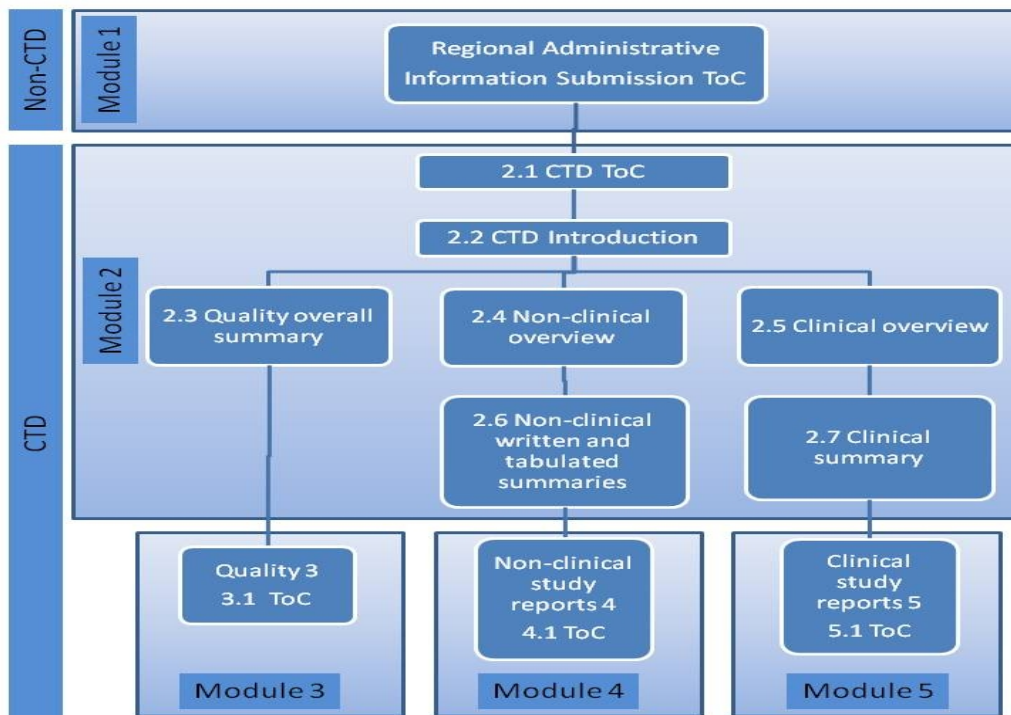 Non-CTD
Module 1
Regional Administrative
Information Submission ToC
CTD
Module 2
2.1 CTD ToC
2.2 CTD Introduction
2.3 Quality overall
summary
2.4 Non-clinical
overview
2.5 Clinical overview
2.6 Non-clinical
written and
tabulated
summaries
2.7 Clinical
summary
Quality 3
3.1 ToC
Module 3
Non-clinical
study
reports 4
4.1 ToC
Module 4
Clinical
study
reports 5
5.1 ToC
Module 5